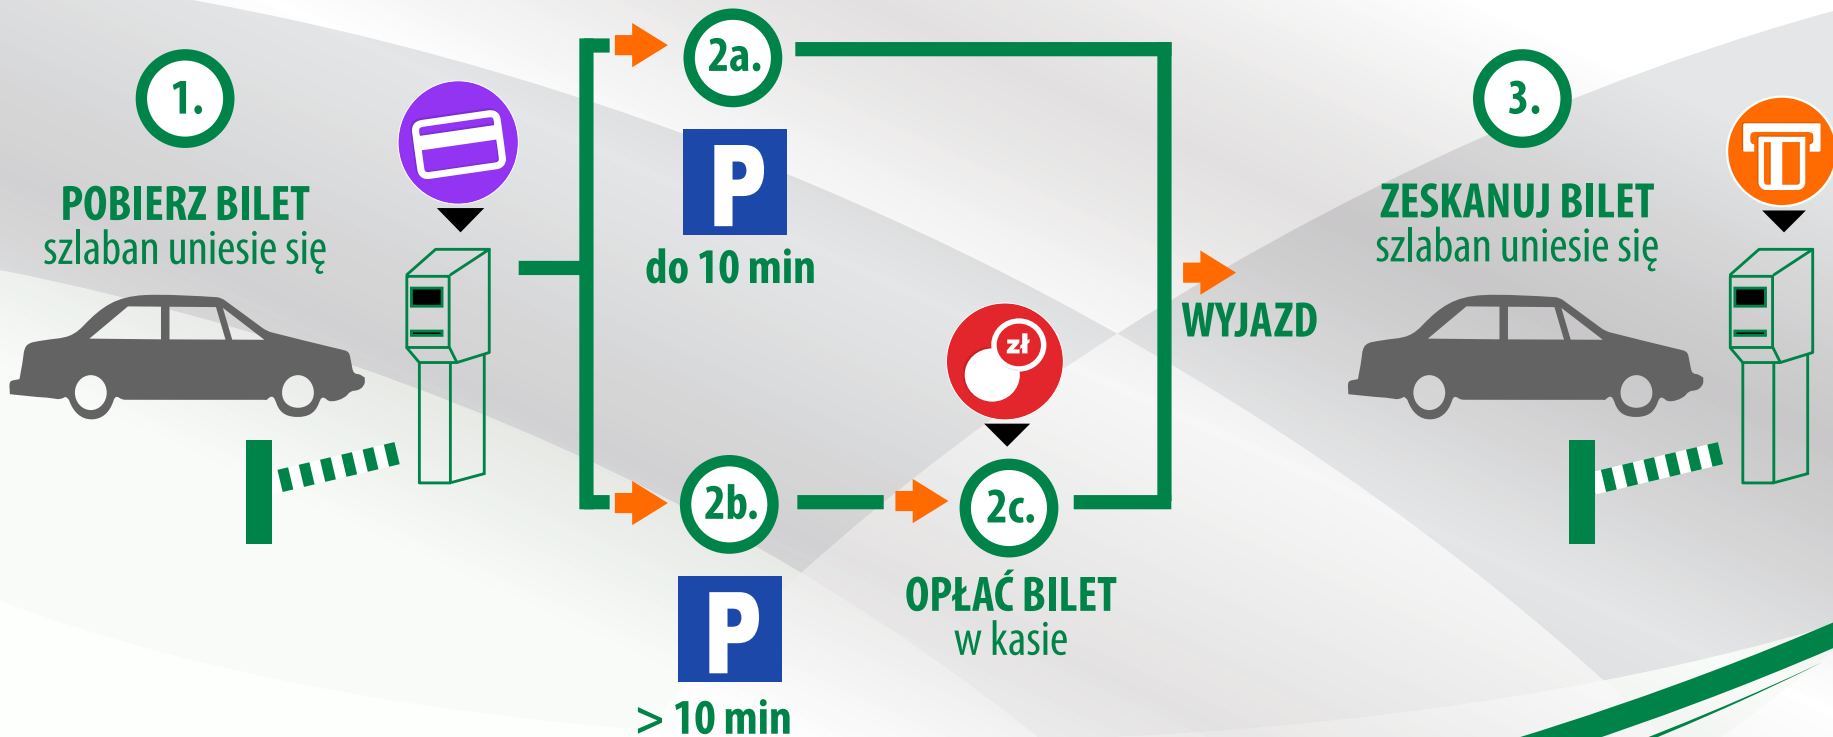 1.
POBIERZ BILET
szlaban uniesie się
2a.
P
do 10 min
2b.
P
> 10 min
zł
2c.
OPŁAĆ BILET
w kasie
WYJAZD
3.
ZESKANUJ BILET
szlaban uniesie się